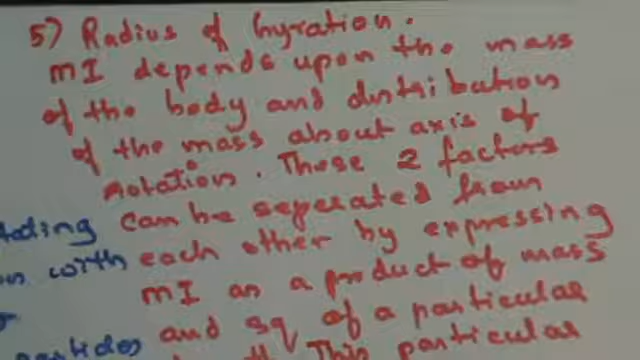 5) Radius of Gyration.
MI depends upon the mass
of the body and distribution
of the mass about axis of
rotation. These 2 factors
can be seperated from
with each other by expressing
MI as a product of mass
and sq of a particular
This particular